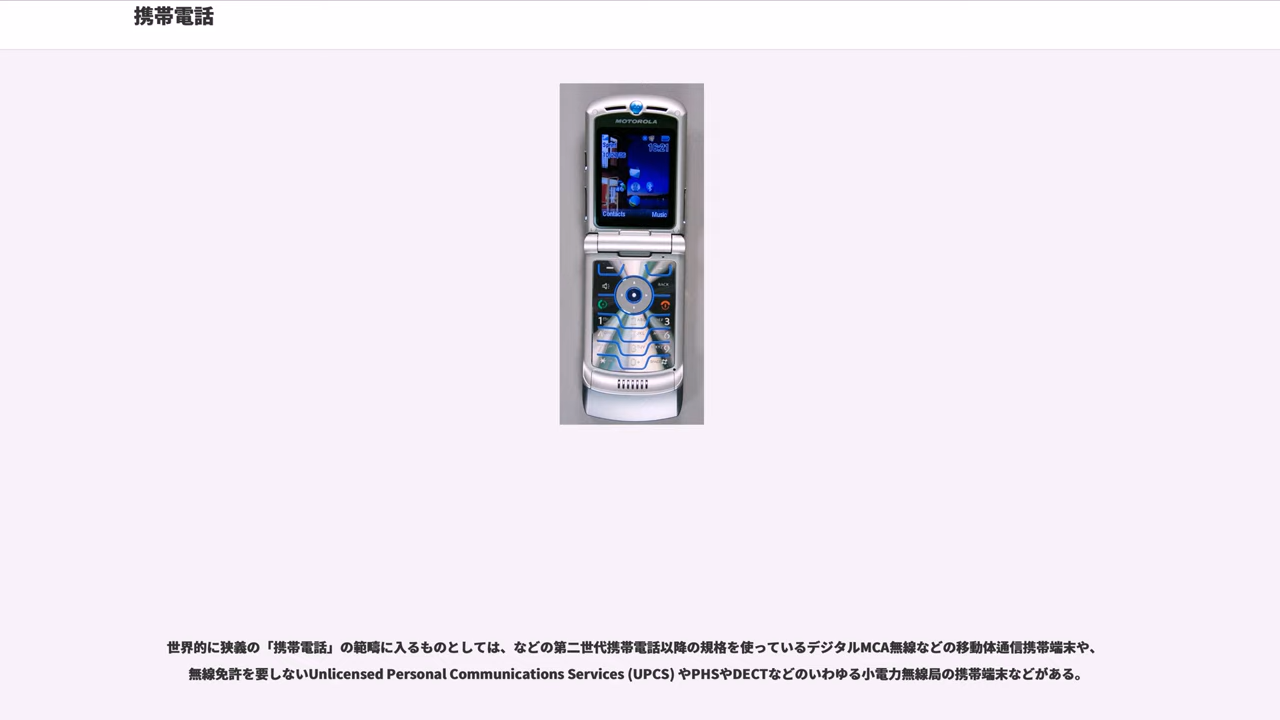 携帯電話
MOTOROLA
15:21
Contacts
Music
BACK
1
3
世界的に狭義の「携帯電話」の範疇に入るものとしては、などの第二世代携帯電話以降の規格を使っているデジタルMCA無線などの移動体通信携帯端末や、
無線免許を要しないUnlicensed Personal Communications Services (UPCS) やPHSやDECTなどのいわゆる小電力無線局の携帯端末などがある。